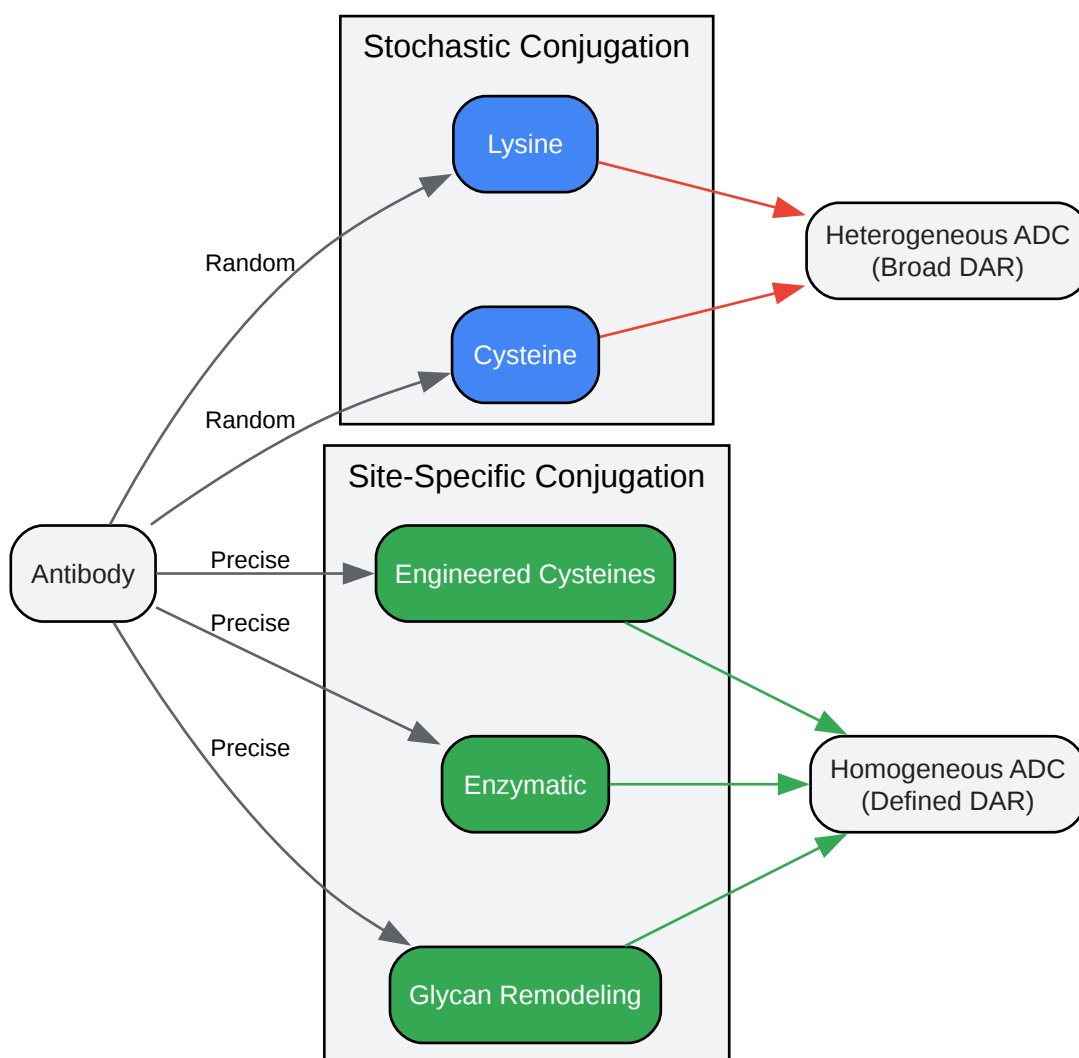 Stochastic Conjugation
Lysine
Heterogeneous ADC
(Broad DAR)
Random
Cysteine
Random
Site-Specific Conjugation
Antibody
Precise
Engineered Cysteines
Precise
Precise
Enzymatic
Homogeneous ADC
(Defined DAR)
Glycan Remodeling